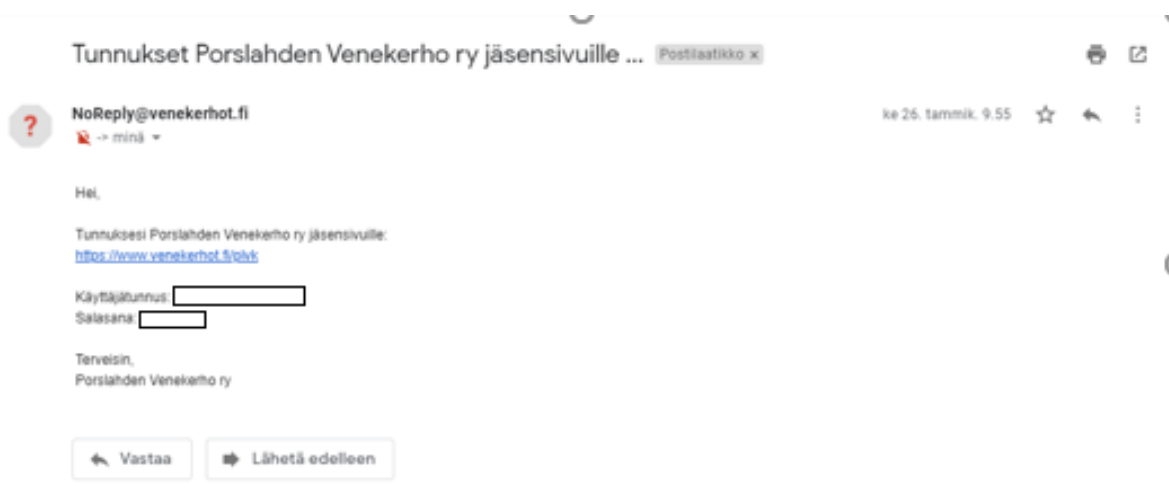 Tunnukset Porslahden Venekerho ry jäsensivuille ... Postilaatikko x
NoReply@venekerhot.fi ke 26. tammik. 9.55
-> minä
Hei,
Tunnuksesi Porslahden Venekerho ry jäsensivuille:
https://www.venekerhot.fi/plvk
Käyttäjätunnus:
Salasana:
Terveisin,
Porslahden Venekerho ry
Vastaa Lähetä edelleen